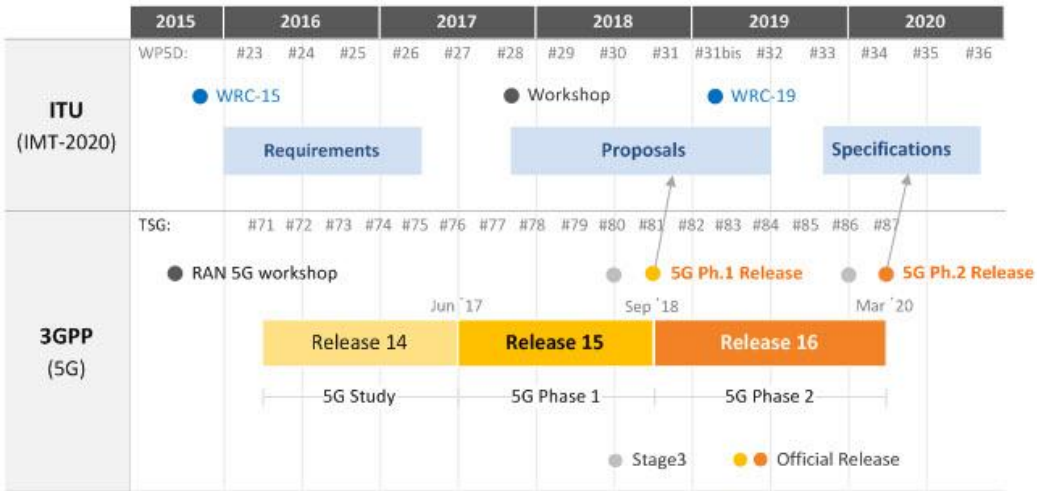 2015 2016 2017 2018 2019 2020
WP5D: #23 #24 #25 #26 #27 #28 #29 #30 #31 #31bis #32 #33 #34 #35 #36
ITU
(IMT-2020)
WRC-15 Workshop WRC-19
Requirements Proposals Specifications
TSG: #71 #72 #73 #74 #75 #76 #77 #78 #79 #80 #81 #82 #83 #84 #85 #86 #87
RAN 5G workshop 5G Ph.1 Release 5G Ph.2 Release
Jun `17 Sep `18 Mar `20
3GPP
(5G)
Release 14 Release 15 Release 16
5G Study 5G Phase 1 5G Phase 2
Stage3 Official Release